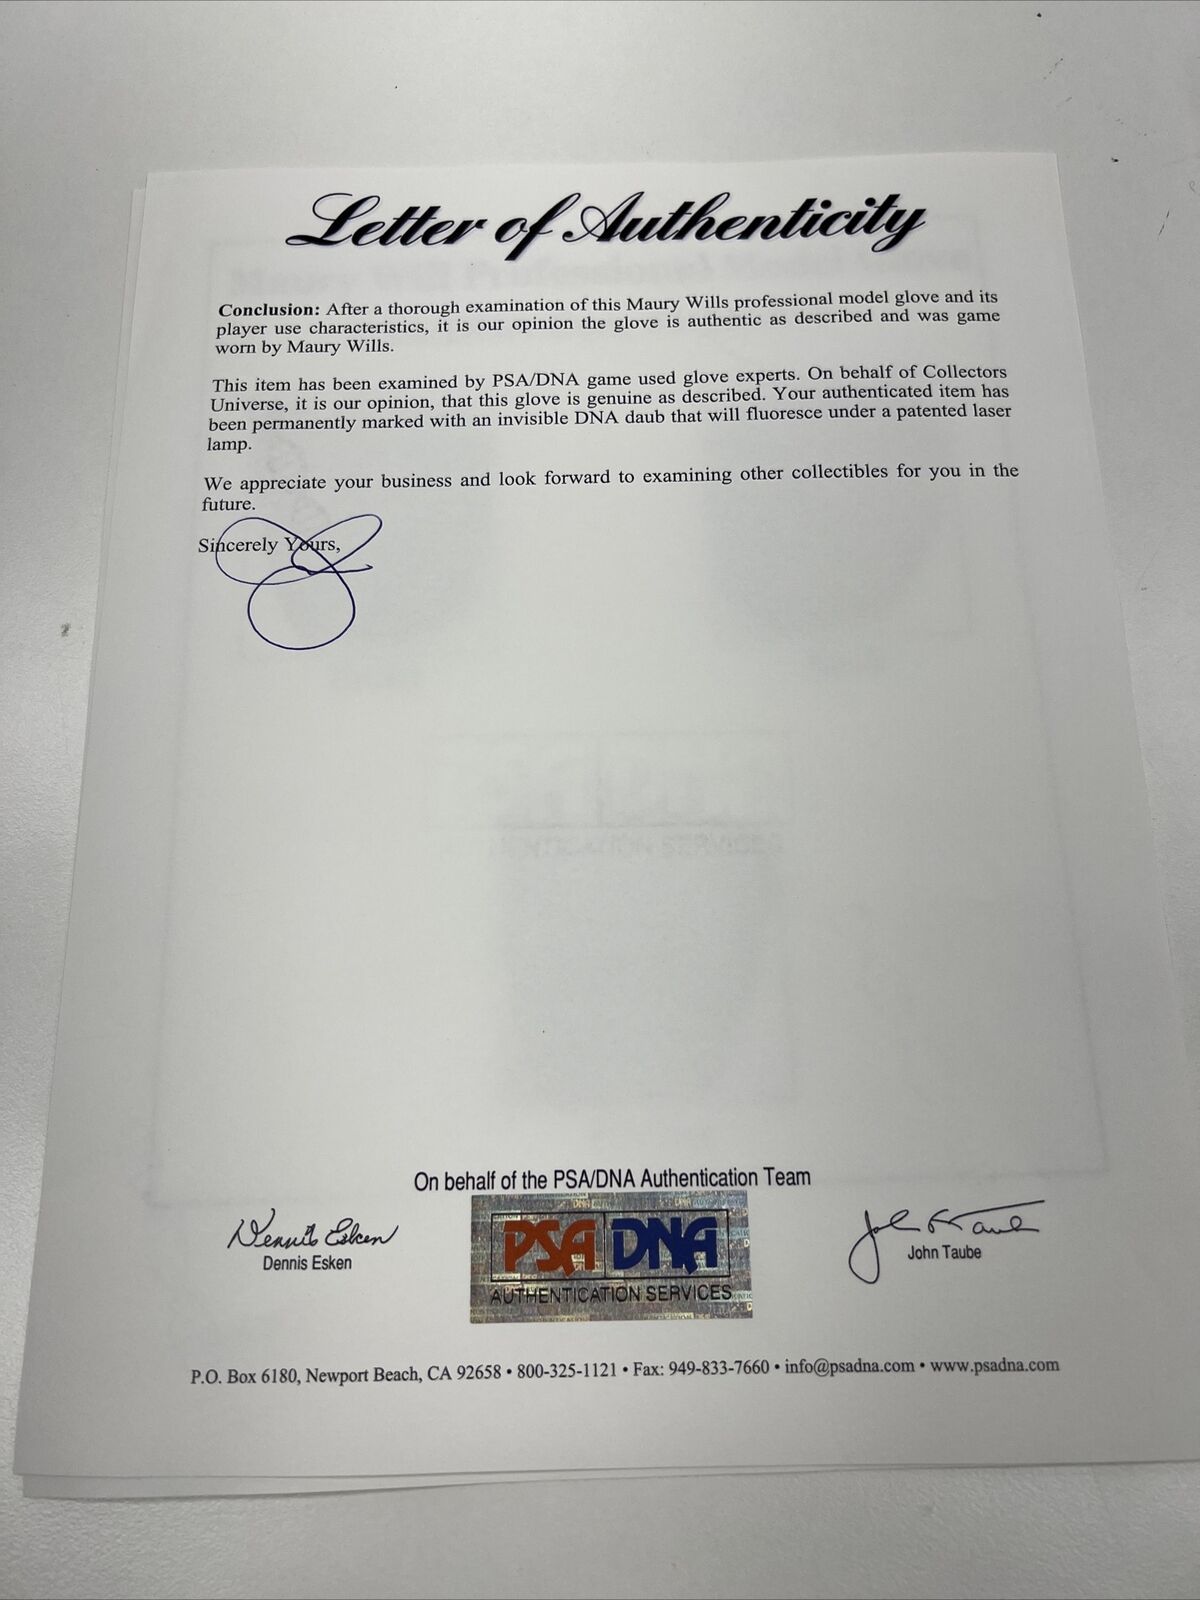 Letter of Authenticity
Conclusion: After a thorough examination of this Maury Wills professional model glove and its
player use characteristics, it is our opinion the glove is authentic as described and was game
worn by Maury Wills.
This item has been examined by PSA/DNA game used glove experts. On behalf of Collectors
Universe, it is our opinion, that this glove is genuine as described. Your authenticated item has
been permanently marked with an invisible DNA daub that will fluoresce under a patented laser
lamp.
We appreciate your business and look forward to examining other collectibles for you in the
future.
Sincerely Yours,
On behalf of the PSA/DNA Authentication Team
Dennis Esken
Dennis Esken
PSA DNA
AUTHENTICATION SERVICES
John Taube
John Taube
P.O. Box 6180, Newport Beach, CA 92658 • 800-325-1121 • Fax: 949-833-7660 • info@psadna.com • www.psadna.com